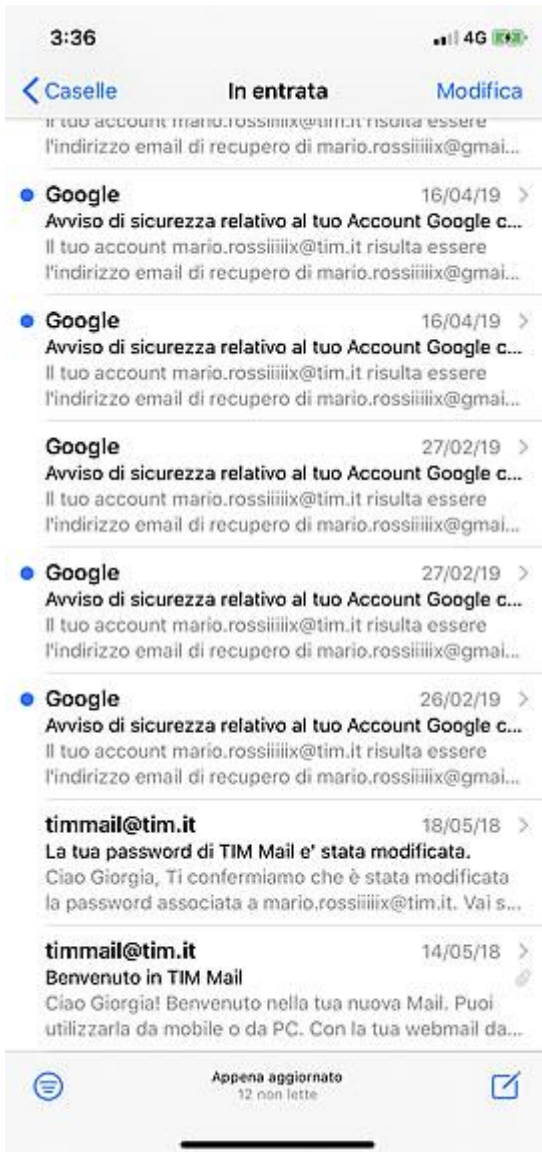 3:36 4G
Caselle In entrata Modifica
Il tuo account mario.rossiiiiix@tim.it risulta essere
l'indirizzo email di recupero di mario.rossiiiiix@gmai...
Google 16/04/19
Avviso di sicurezza relativo al tuo Account Google c...
Il tuo account mario.rossiiiiix@tim.it risulta essere
l'indirizzo email di recupero di mario.rossiiiiix@gmai...
Google 16/04/19
Avviso di sicurezza relativo al tuo Account Google c...
Il tuo account mario.rossiiiiix@tim.it risulta essere
l'indirizzo email di recupero di mario.rossiiiiix@gmai...
Google 27/02/19
Avviso di sicurezza relativo al tuo Account Google c...
Il tuo account mario.rossiiiiix@tim.it risulta essere
l'indirizzo email di recupero di mario.rossiiiiix@gmai...
Google 27/02/19
Avviso di sicurezza relativo al tuo Account Google c...
Il tuo account mario.rossiiiiix@tim.it risulta essere
l'indirizzo email di recupero di mario.rossiiiiix@gmai...
Google 26/02/19
Avviso di sicurezza relativo al tuo Account Google c...
Il tuo account mario.rossiiiiix@tim.it risulta essere
l'indirizzo email di recupero di mario.rossiiiiix@gmai...
timmail@tim.it 18/05/18
La tua password di TIM Mail e' stata modificata.
Ciao Giorgia, Ti confermiamo che è stata modificata
la password associata a mario.rossiiiiix@tim.it. Vai s...
timmail@tim.it 14/05/18
Benvenuto in TIM Mail
Ciao Giorgia! Benvenuto nella tua nuova Mail. Puoi
utilizzarla da mobile o da PC. Con la tua webmail da...
Appena aggiornato
12 non lette